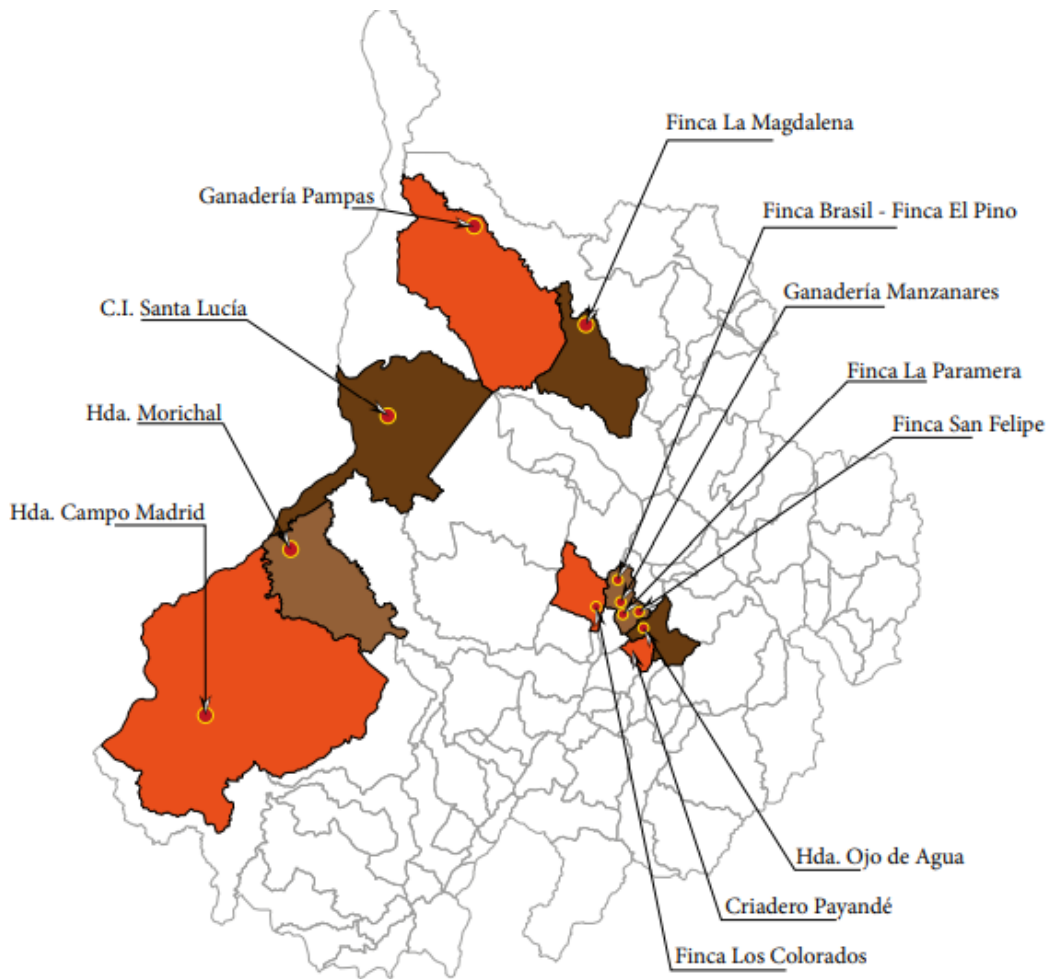 Finca La Magdalena
Ganadería Pampas
Finca Brasil - Finca El Pino
Ganadería Manzanares
C.I. Santa Lucía
Finca La Paramera
Hda. Morichal
Finca San Felipe
Hda. Campo Madrid
Hda. Ojo de Agua
Criadero Payandé
Finca Los Colorados